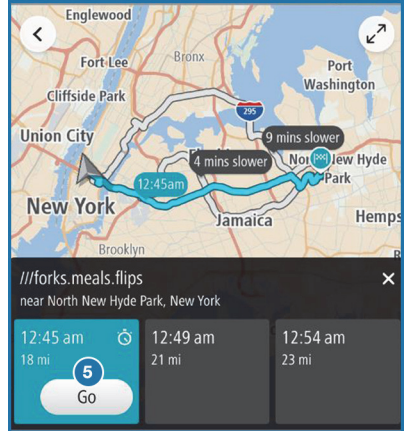 Englewood
Bronx
Fort Lee
Port
Washington
Cliffside Park
295
Union City
9 mins slower
4 mins slower
New Hyde
Park
12:45am
New York
Jamaica
Hemps
Brooklyn
///forks.meals.flips
near North New Hyde Park, New York
12:45 am
18 mi
12:49 am
21 mi
12:54 am
23 mi
5
Go